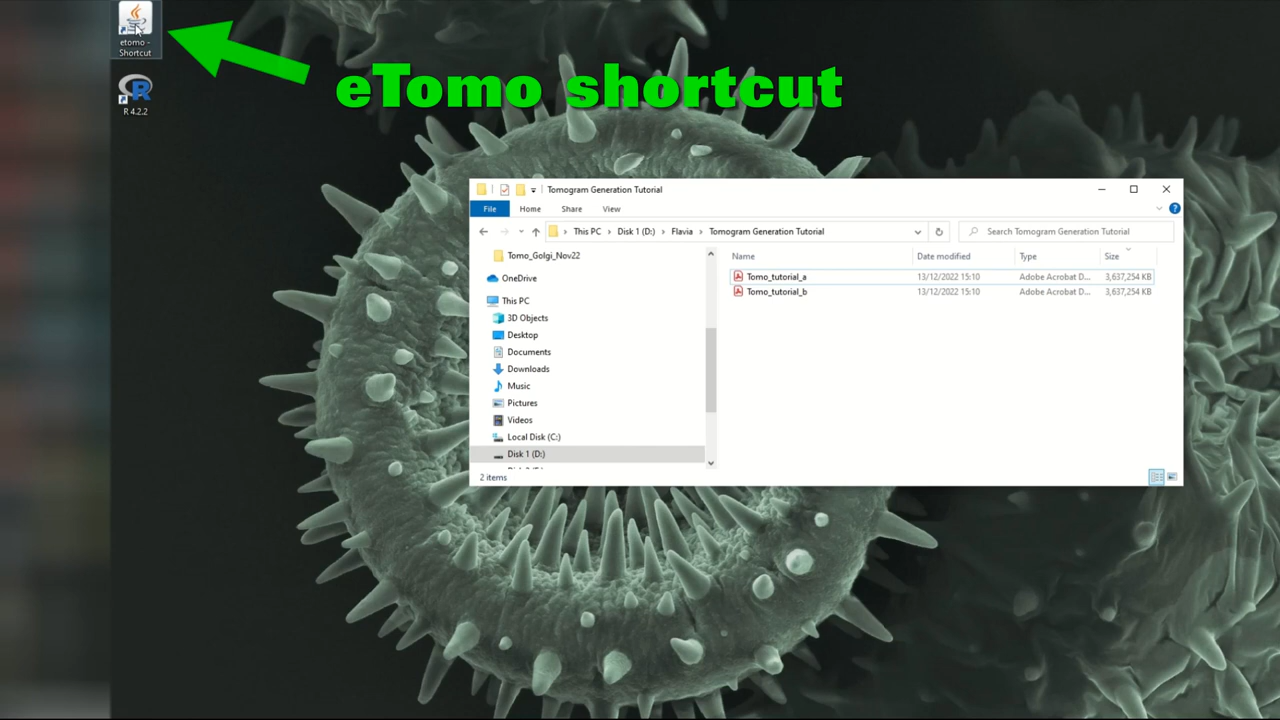 etomo -
Shortcut
R 4.2.2
eTomo shortcut
Tomogram Generation Tutorial
File Home Share View
This PC > Disk 1 (D:) > Flavia > Tomogram Generation Tutorial
Search Tomogram Generation Tutorial
Tomo_Golgi_Nov22
OneDrive
This PC
3D Objects
Desktop
Documents
Downloads
Music
Pictures
Videos
Local Disk (C:)
Disk 1 (D:)
Name Date modified Type Size
Tomo_tutorial_a 13/12/2022 15:10 Adobe Acrobat D... 3,637,254 KB
Tomo_tutorial_b 13/12/2022 15:10 Adobe Acrobat D... 3,637,254 KB
2 items